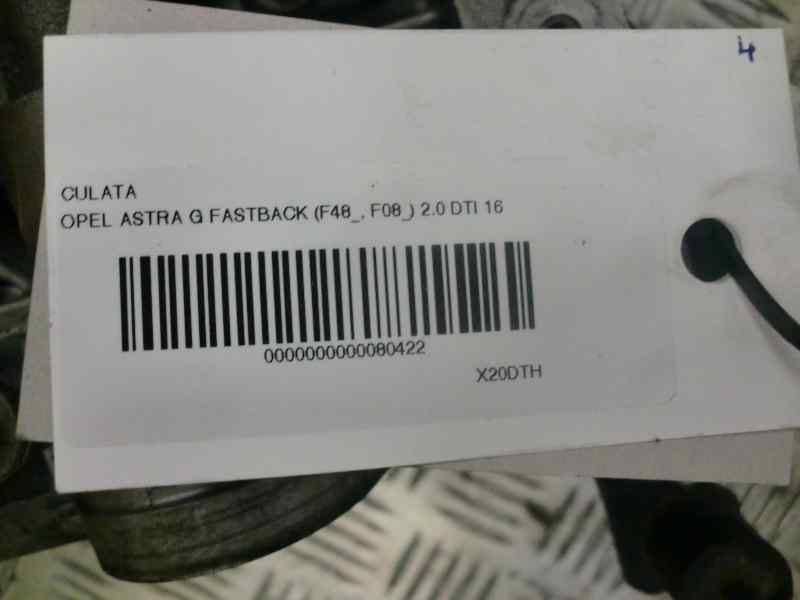 4
CULATA
OPEL ASTRA G FASTBACK (F48_, F08_) 2.0 DTI 16
0000000000080422
X20DTH